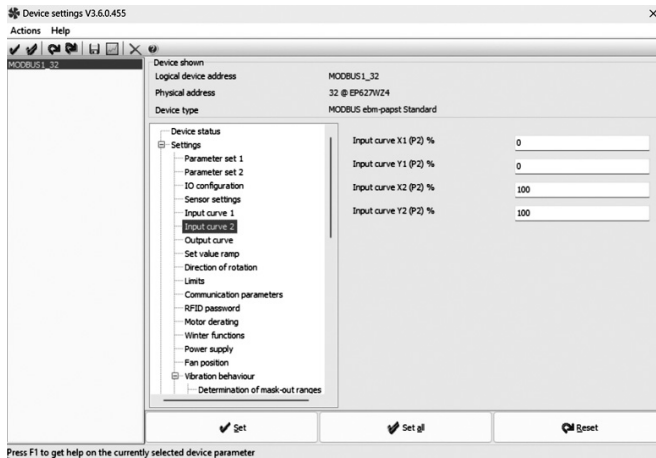 Device settings V3.6.0.455
Actions Help
MODBUS1_32
Device shown
Logical device address MODBUS1_32
Physical address 32 @ EP627WZ4
Device type MODBUS ebm-papst Standard
Device status
Settings
Parameter set 1
Parameter set 2
IO configuration
Sensor settings
Input curve 1
Input curve 2
Output curve
Set value ramp
Direction of rotation
Limits
Communication parameters
RFID password
Motor derating
Winter functions
Power supply
Fan position
Vibration behaviour
Determination of mask-out ranges
Input curve X1 (P2) % 0
Input curve Y1 (P2) % 0
Input curve X2 (P2) % 100
Input curve Y2 (P2) % 100
Set Set all Reset
Press F1 to get help on the currently selected device parameter